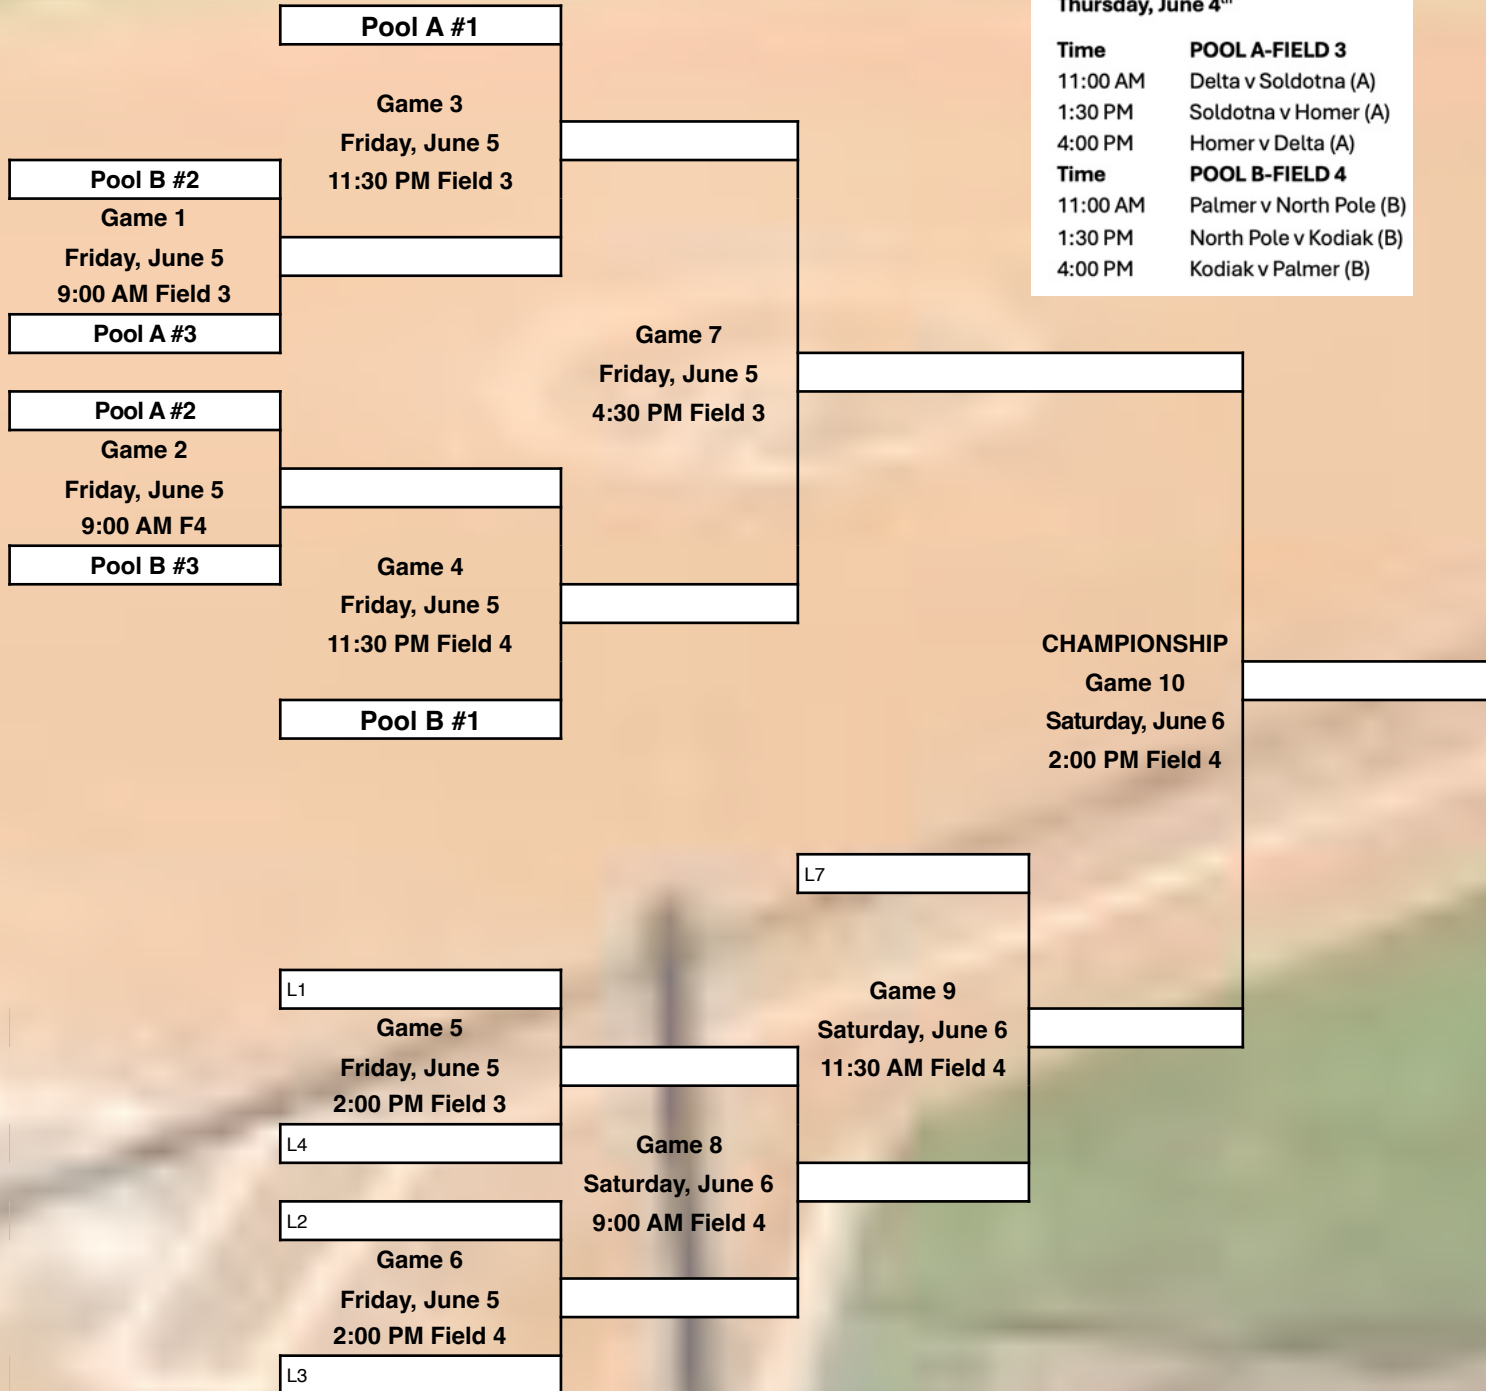 Thursday, June 4th
Time POOL A-FIELD 3
11:00 AM Delta v Soldotna (A)
1:30 PM Soldotna v Homer (A)
4:00 PM Homer v Delta (A)
Time POOL B-FIELD 4
11:00 AM Palmer v North Pole (B)
1:30 PM North Pole v Kodiak (B)
4:00 PM Kodiak v Palmer (B)
Pool A #1
Game 3
Friday, June 5
11:30 PM Field 3
Pool B #2
Game 1
Friday, June 5
9:00 AM Field 3
Pool A #3
Pool A #2
Game 2
Friday, June 5
9:00 AM F4
Pool B #3
Game 4
Friday, June 5
11:30 PM Field 4
Pool B #1
Game 7
Friday, June 5
4:30 PM Field 3
CHAMPIONSHIP
Game 10
Saturday, June 6
2:00 PM Field 4
L7
Game 9
Saturday, June 6
11:30 AM Field 4
L1
Game 5
Friday, June 5
2:00 PM Field 3
L4
Game 8
Saturday, June 6
9:00 AM Field 4
L2
Game 6
Friday, June 5
2:00 PM Field 4
L3